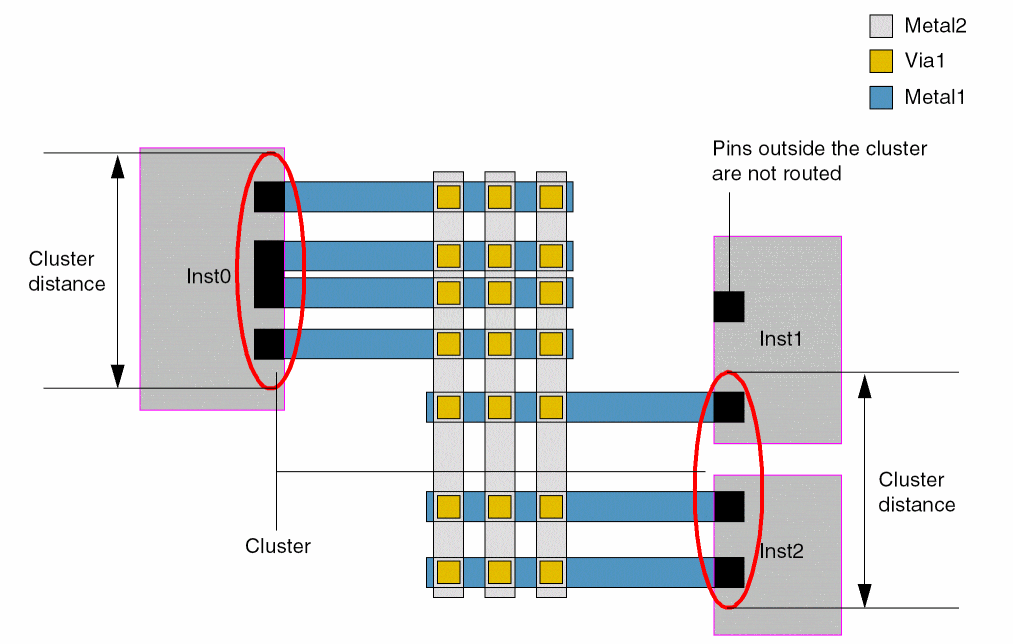 Metal2
Via1
Metal1
Pins outside the cluster
are not routed
Cluster
distance
Inst0
Inst1
Cluster
distance
Inst2
Cluster